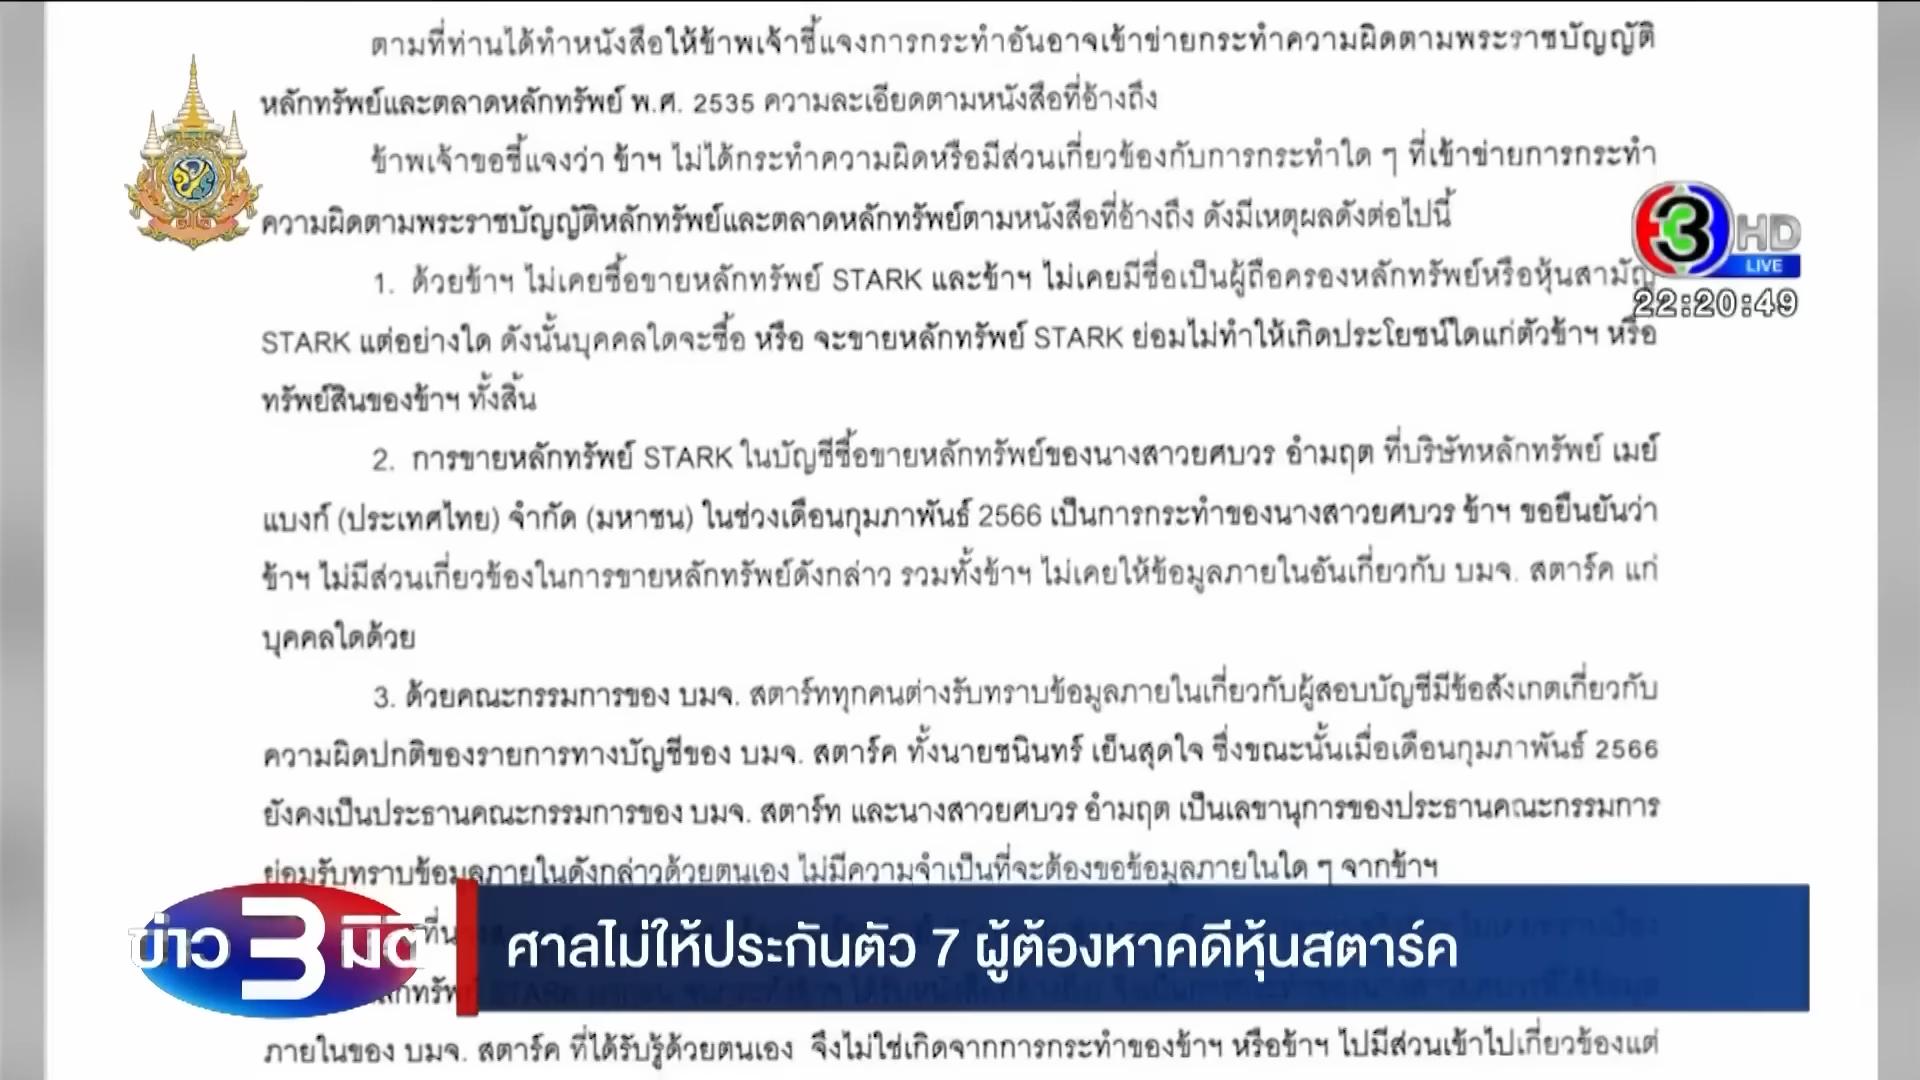 ตามที่ท่านได้ทำหนังสือให้ข้าพเจ้าชี้แจงการกระทำอันอาจเข้าข่ายกระทำความผิดตามพระราชบัญญัติ
หลักทรัพย์และตลาดหลักทรัพย์ พ.ศ. 2535 ความละเอียดตามหนังสือที่อ้างถึง
ข้าพเจ้าขอชี้แจงว่า ข้าฯ ไม่ได้กระทำความผิดหรือมีส่วนเกี่ยวข้องกับการกระทำใด ๆ ที่เข้าข่ายการกระทำ
ความผิดตามพระราชบัญญัติหลักทรัพย์และตลาดหลักทรัพย์ตามหนังสือที่อ้างถึง ดังมีเหตุผลดังต่อไปนี้
3 HD
LIVE
22:20:49
1. ด้วยข้าฯ ไม่เคยซื้อขายหลักทรัพย์ STARK และข้าฯ ไม่เคยมีชื่อเป็นผู้ถือครองหลักทรัพย์หรือหุ้นสามัญ
STARK แต่อย่างใด ดังนั้นบุคคลใดจะซื้อ หรือ จะขายหลักทรัพย์ STARK ย่อมไม่ทำให้เกิดประโยชน์ใดแก่ตัวข้าฯ หรือ
ทรัพย์สินของข้าฯ ทั้งสิ้น
2. การขายหลักทรัพย์ STARK ในบัญชีซื้อขายหลักทรัพย์ของนางสาวยศบวร อำมฤต ที่บริษัทหลักทรัพย์ เมย์
แบงก์ (ประเทศไทย) จำกัด (มหาชน) ในช่วงเดือนกุมภาพันธ์ 2566 เป็นการกระทำของนางสาวยศบวร ข้าฯ ขอยืนยันว่า
ข้าฯ ไม่มีส่วนเกี่ยวข้องในการขายหลักทรัพย์ดังกล่าว รวมทั้งข้าฯ ไม่เคยให้ข้อมูลภายในอันเกี่ยวกับ บมจ. สตาร์ค แก่
บุคคลใดด้วย
3. ด้วยคณะกรรมการของ บมจ. สตาร์ททุกคนต่างรับทราบข้อมูลภายในเกี่ยวกับผู้สอบบัญชีมีข้อสังเกตเกี่ยวกับ
ความผิดปกติของรายการทางบัญชีของ บมจ. สตาร์ค ทั้งนายชนินทร์ เย็นสุดใจ ซึ่งขณะนั้นเมื่อเดือนกุมภาพันธ์ 2566
ยังคงเป็นประธานคณะกรรมการของ บมจ. สตาร์ท และนางสาวยศบวร อำมฤต เป็นเลขานุการของประธานคณะกรรมการ
ย่อมรับทราบข้อมูลภายในดังกล่าวด้วยตนเอง ไม่มีความจำเป็นที่จะต้องขอข้อมูลภายในใด ๆ จากข้าฯ
ข่าว 3 มิติ
ศาลไม่ให้ประกันตัว 7 ผู้ต้องหาคดีหุ้นสตาร์ค
ภายในของ บมจ. สตาร์ค ที่ได้รับรู้ด้วยตนเอง จึงไม่ใช่เกิดจากการกระทำของข้าฯ หรือข้าฯ ไปมีส่วนเข้าไปเกี่ยวข้องแต่